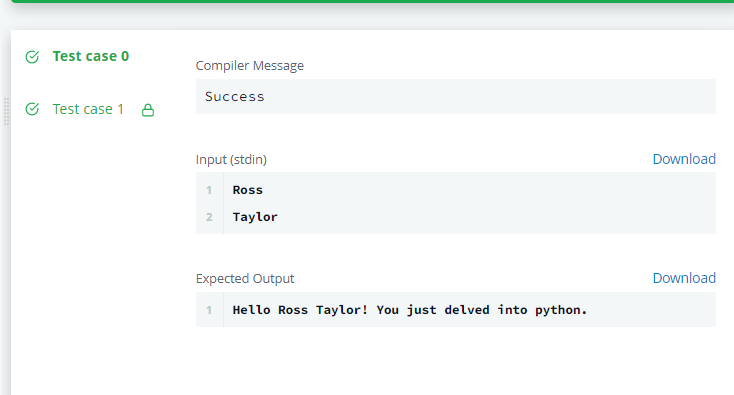 Test case 0
Test case 1
Compiler Message
Success
Input (stdin)
Download
1 Ross
2 Taylor
Expected Output
Download
1 Hello Ross Taylor! You just delved into python.